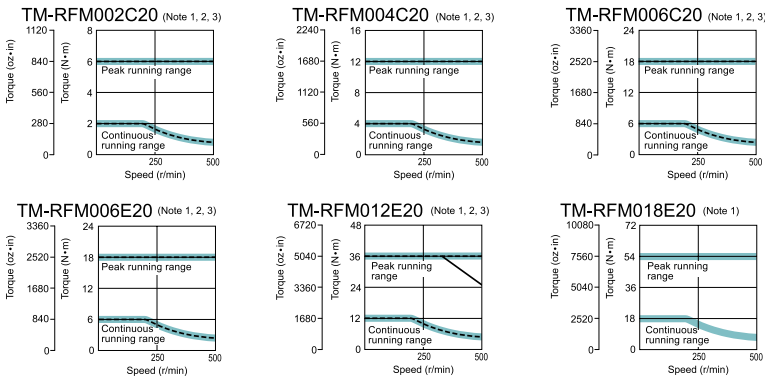 TM-RFM002C20 (Note 1, 2, 3)
Torque (oz•in)
1120
840
560
280
0
Torque (N•m)
8
6
4
2
0
Peak running range
Continuous
running range
250
500
Speed (r/min)
TM-RFM004C20 (Note 1, 2, 3)
Torque (oz•in)
2240
1680
1120
560
0
Torque (N•m)
16
12
8
4
0
Peak running range
Continuous
running range
250
500
Speed (r/min)
TM-RFM006C20 (Note 1, 2, 3)
Torque (oz•in)
3360
2520
1680
840
0
Torque (N•m)
24
18
12
6
0
Peak running range
Continuous
running range
250
500
Speed (r/min)
TM-RFM006E20 (Note 1, 2, 3)
Torque (oz•in)
3360
2520
1680
840
0
Torque (N•m)
24
18
12
6
0
Peak running range
Continuous
running range
250
500
Speed (r/min)
TM-RFM012E20 (Note 1, 2, 3)
Torque (oz•in)
6720
5040
3360
1680
0
Torque (N•m)
48
36
24
12
0
Peak running
range
Continuous
running range
250
500
Speed (r/min)
TM-RFM018E20 (Note 1)
Torque (oz•in)
10080
7560
5040
2520
0
Torque (N•m)
72
54
36
18
0
Peak running range
Continuous
running range
250
500
Speed (r/min)